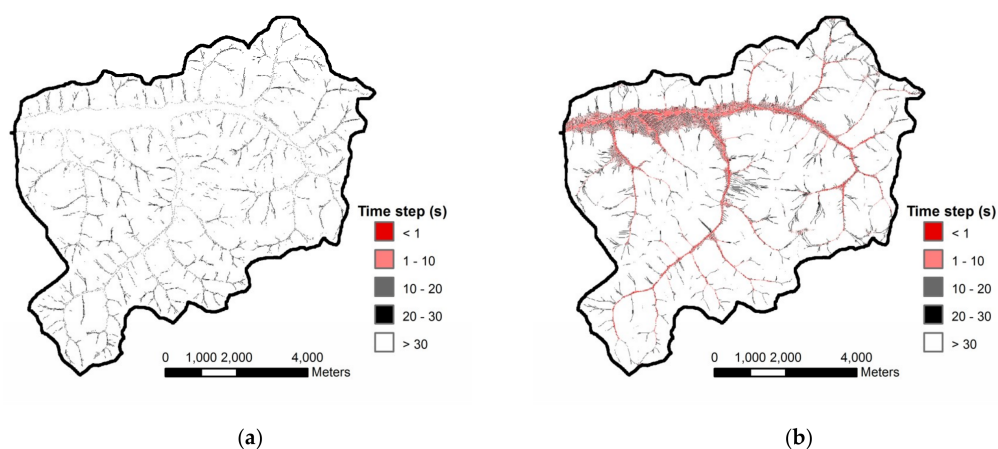 Time step (s)
< 1
1 - 10
10 - 20
20 - 30
> 30
0 1,000 2,000 4,000
Meters
(a)
Time step (s)
< 1
1 - 10
10 - 20
20 - 30
> 30
0 1,000 2,000 4,000
Meters
(b)